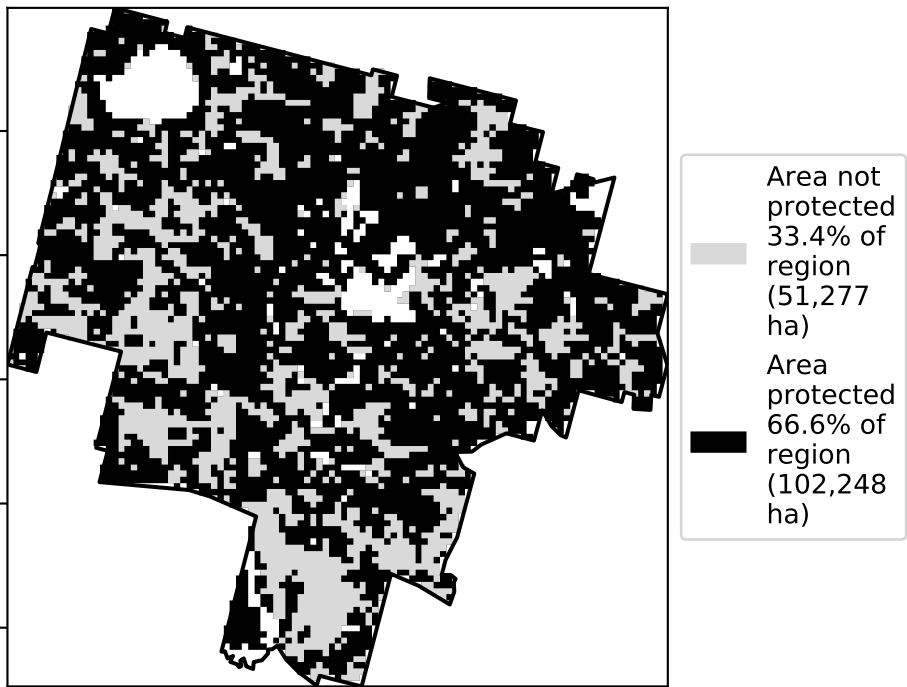 Area not
protected
33.4% of
region
(51,277
ha)
Area
protected
66.6% of
region
(102,248
ha)